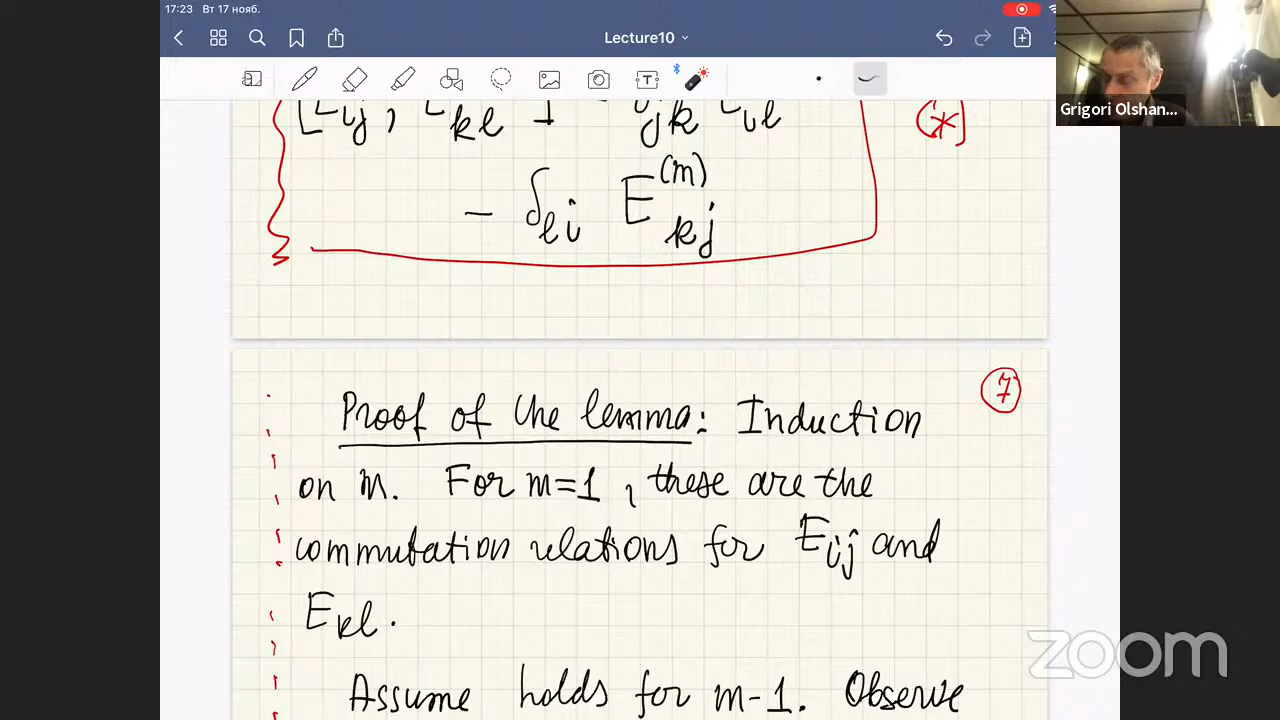 17:23 Вт 17 нояб.
Lecture10
Grigori Olshan...
(*)
- δ_{li} E^{(m)}_{kj}
7
Proof of the lemma: Induction
on m. For m=1, these are the
commutation relations for E_{ij} and
E_{kl}.
Assume holds for m-1. Observe
zoom